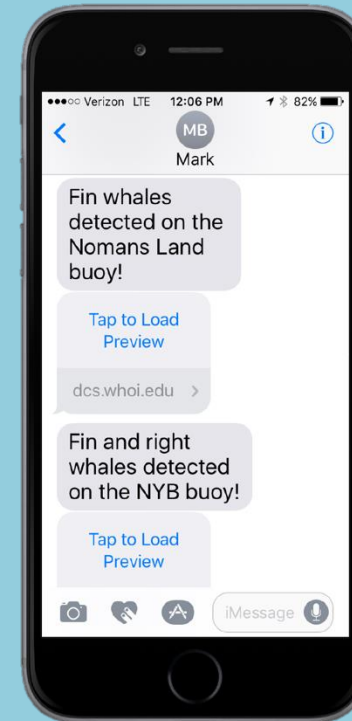 Verizon LTE 12:06 PM 82%
MB
Mark
Fin whales
detected on the
Nomans Land
buoy!
Tap to Load
Preview
dcs.whoi.edu
Fin and right
whales detected
on the NYB buoy!
Tap to Load
Preview
iMessage